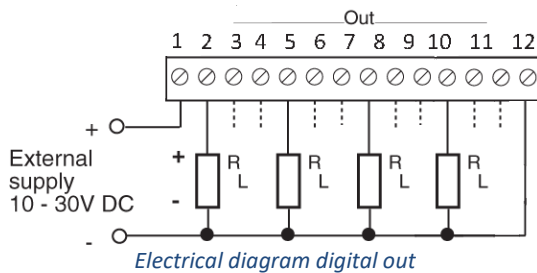 Out
1 2 3 4 5 6 7 8 9 10 11 12
+
External + R L R L R L R L
supply
10 - 30V DC -
-
Electrical diagram digital out